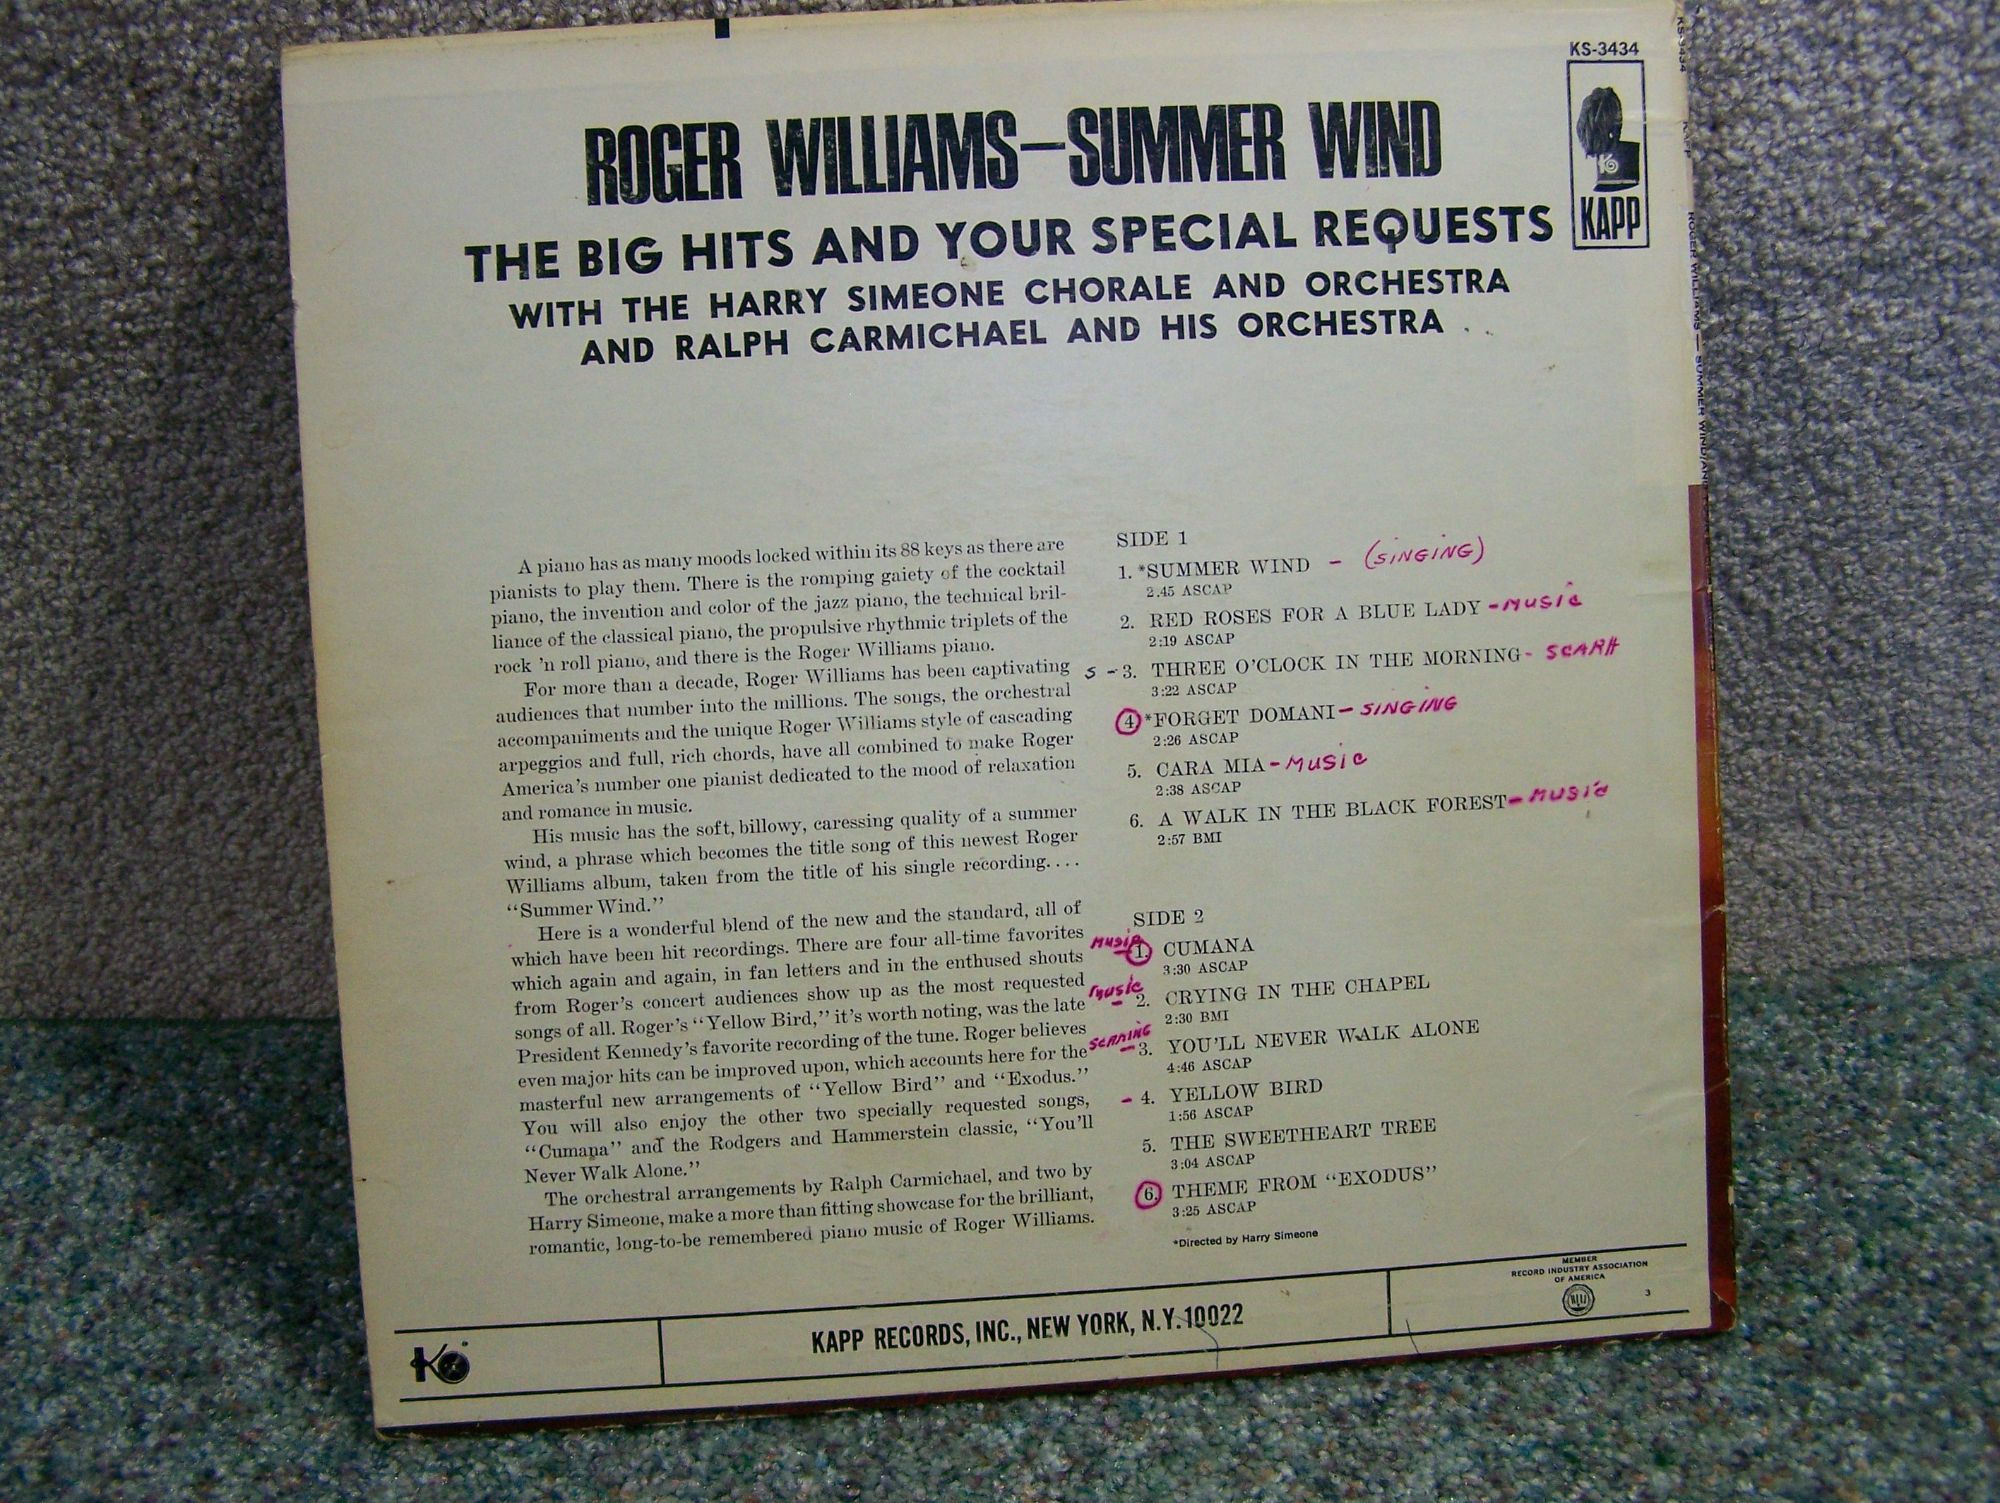 KS-3434
KAPP
ROGER WILLIAMS—SUMMER WIND
THE BIG HITS AND YOUR SPECIAL REQUESTS
WITH THE HARRY SIMEONE CHORALE AND ORCHESTRA
AND RALPH CARMICHAEL AND HIS ORCHESTRA
A piano has as many moods locked within its 88 keys as there are
pianists to play them. There is the romping gaiety of the cocktail
piano, the invention and color of the jazz piano, the technical bril-
liance of the classical piano, the propulsive rhythmic triplets of the
rock 'n roll piano, and there is the Roger Williams piano.
For more than a decade, Roger Williams has been captivating
audiences that number into the millions. The songs, the orchestral
accompaniments and the unique Roger Williams style of cascading
arpeggios and full, rich chords, have all combined to make Roger
America's number one pianist dedicated to the mood of relaxation
and romance in music.
His music has the soft, billowy, caressing quality of a summer
wind, a phrase which becomes the title song of this newest Roger
Williams album, taken from the title of his single recording....
"Summer Wind."
Here is a wonderful blend of the new and the standard, all of
which have been hit recordings. There are four all-time favorites
which again and again, in fan letters and in the enthused shouts
from Roger's concert audiences show up as the most requested
songs of all. Roger's "Yellow Bird," it's worth noting, was the late
President Kennedy's favorite recording of the tune. Roger believes
even major hits can be improved upon, which accounts here for the
masterful new arrangements of "Yellow Bird" and "Exodus."
You will also enjoy the other two specially requested songs,
"Cumana" and the Rodgers and Hammerstein classic, "You'll
Never Walk Alone."
The orchestral arrangements by Ralph Carmichael, and two by
Harry Simeone, make a more than fitting showcase for the brilliant,
romantic, long-to-be remembered piano music of Roger Williams.
SIDE 1
1. *SUMMER WIND - (SINGING)
2.45 ASCAP
2. RED ROSES FOR A BLUE LADY - MUSIC
2:19 ASCAP
S - 3. THREE O'CLOCK IN THE MORNING -
3:22 ASCAP
4 *FORGET DOMANI - SINGING
2:26 ASCAP
5. CARA MIA - MUSIC
2:38 ASCAP
6. A WALK IN THE BLACK FOREST - MUSIC
2:57 BMI
SIDE 2
MUSIC 1. CUMANA
3:30 ASCAP
MUSIC - 2. CRYING IN THE CHAPEL
2:30 BMI
- 3. YOU'LL NEVER WALK ALONE
4:46 ASCAP
- 4. YELLOW BIRD
1:56 ASCAP
5. THE SWEETHEART TREE
3:04 ASCAP
6. THEME FROM "EXODUS"
3:25 ASCAP
*Directed by Harry Simeone
KAPP RECORDS, INC., NEW YORK, N.Y. 10022
MEMBER
RECORD INDUSTRY ASSOCIATION
OF AMERICA
3
KS-3434 KAPP ROGER WILLIAMS — SUMMER WIND/AND